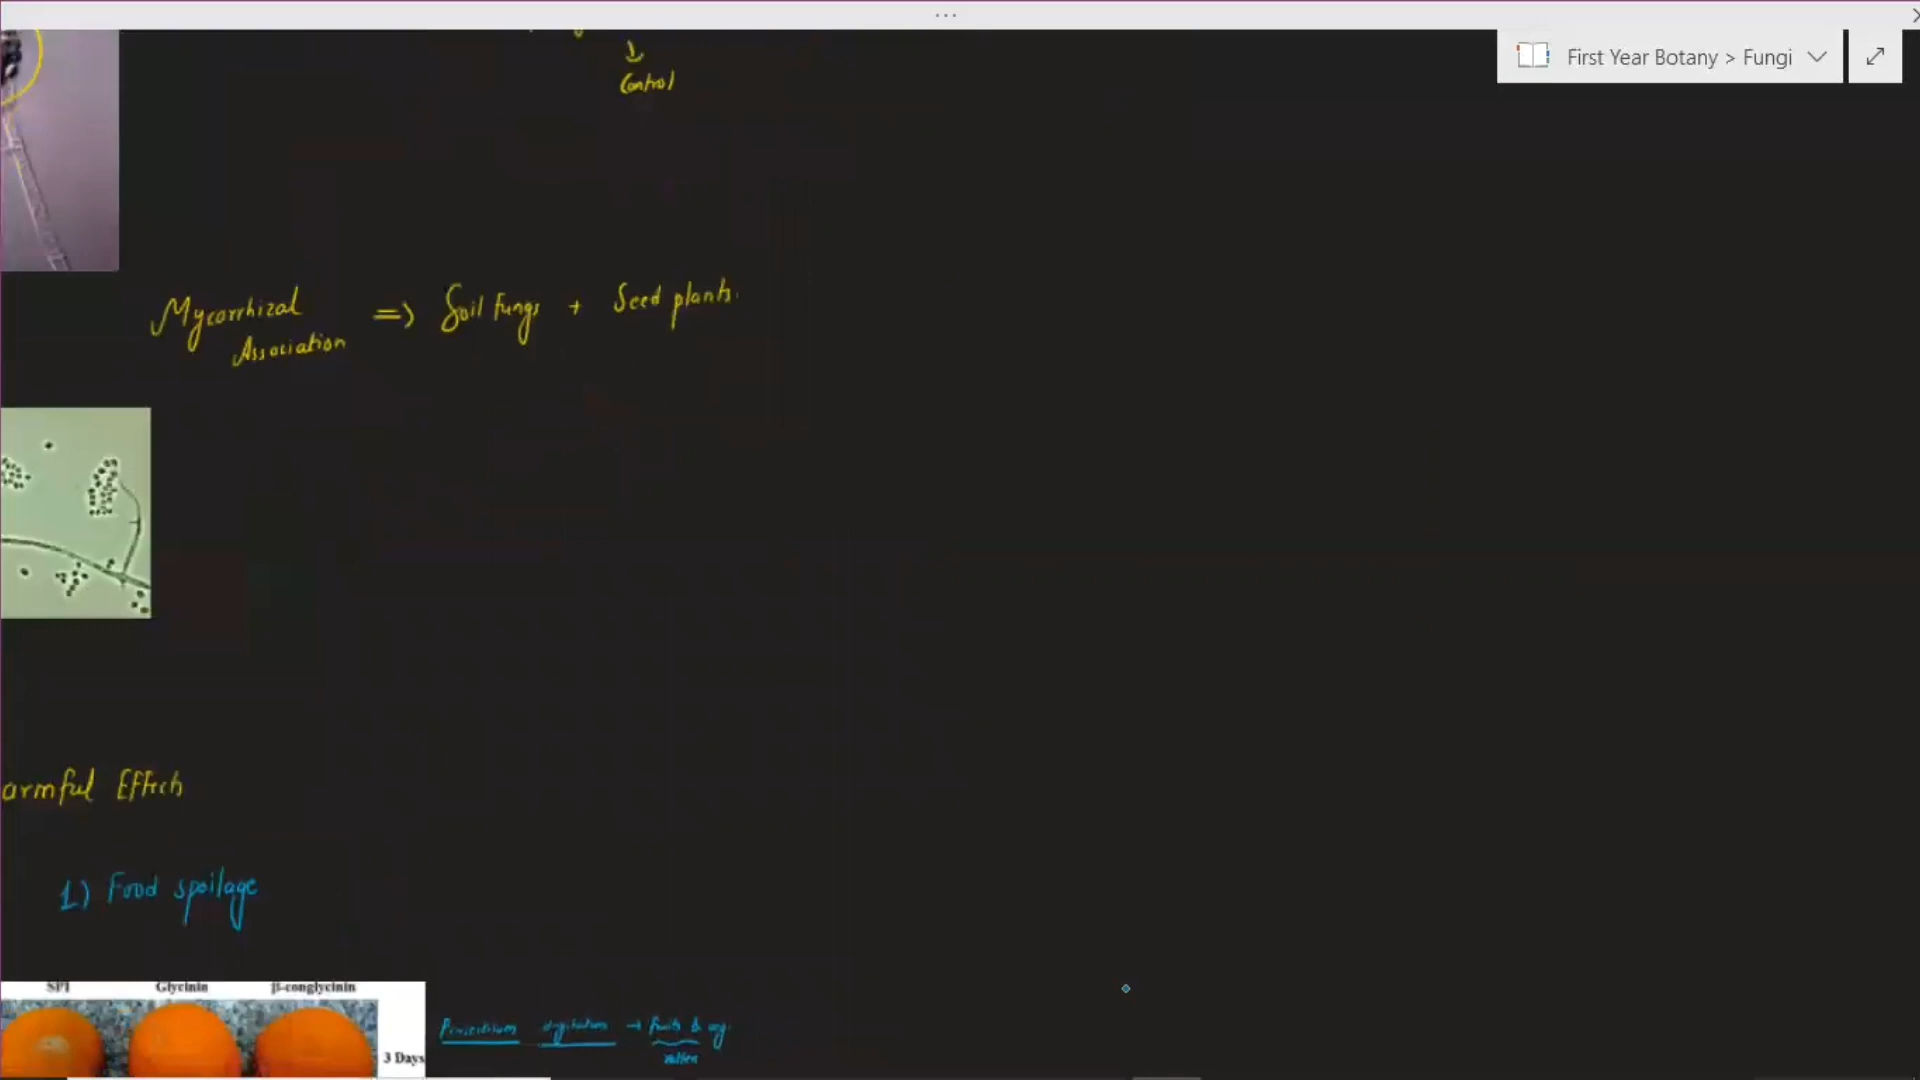 ...
First Year Botany > Fungi
Control
Mycorrhizal Association => Soil Fungi + Seed plants.
armful Effects
1) Food spoilage
SPI Glycinin β-conglycinin
3 Days
Penicillium digitatum → fruits & veg.
rotten